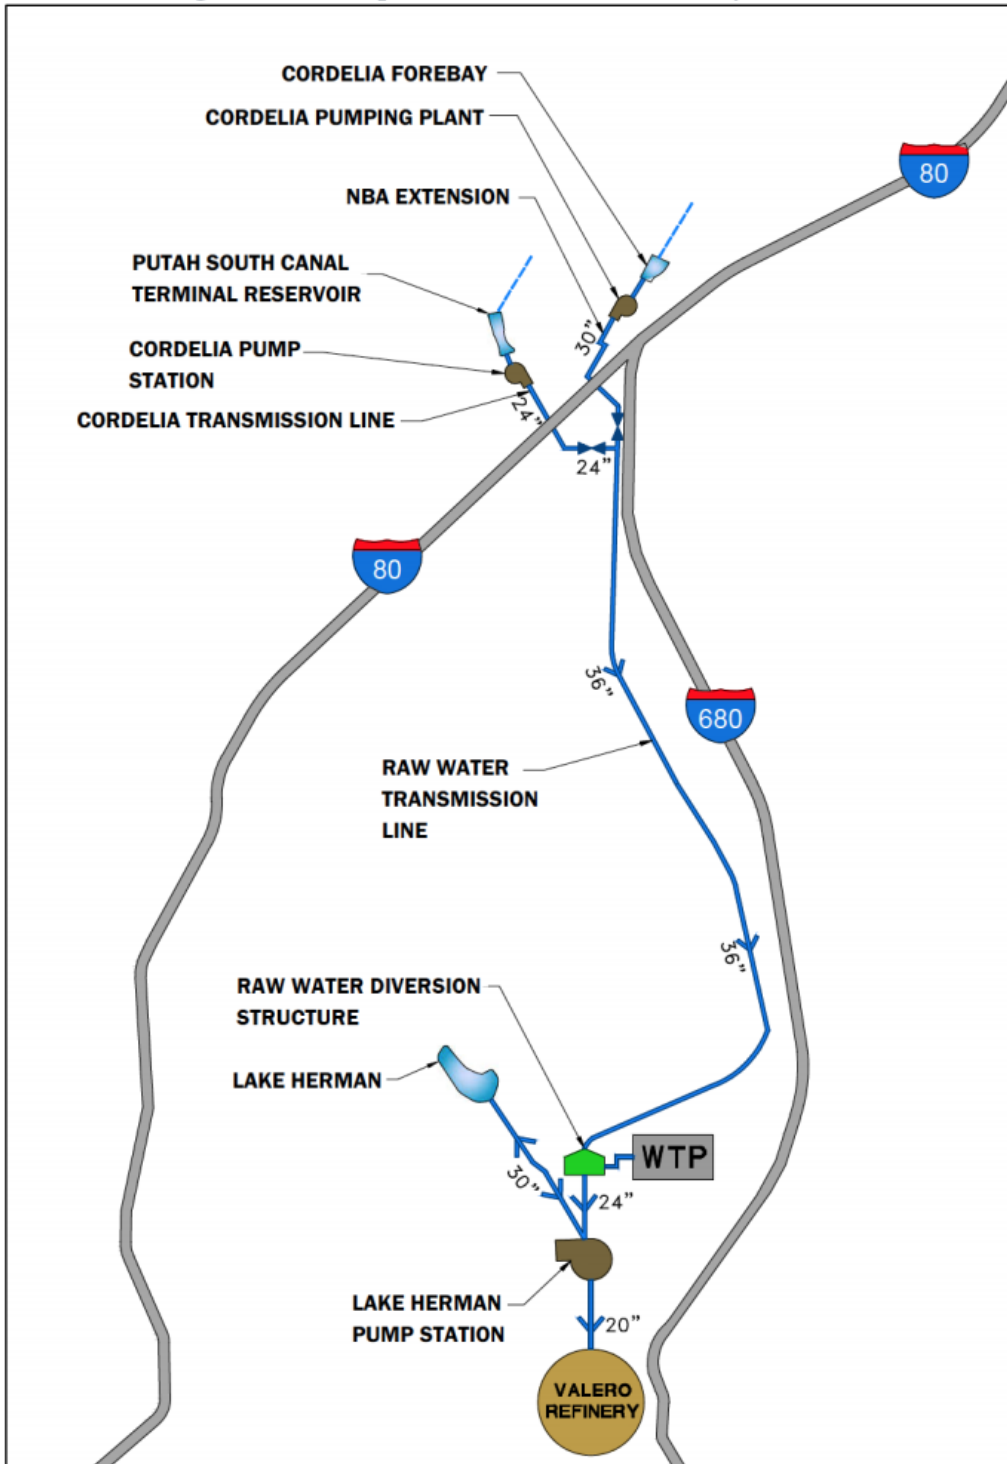 CORDELIA FOREBAY
CORDELIA PUMPING PLANT
80
NBA EXTENSION
PUTAH SOUTH CANAL
TERMINAL RESERVOIR
30”
CORDELIA PUMP
STATION
24”
CORDELIA TRANSMISSION LINE
24”
80
36”
680
RAW WATER
TRANSMISSION
LINE
36”
RAW WATER DIVERSION
STRUCTURE
LAKE HERMAN
WTP
30”
24”
LAKE HERMAN
PUMP STATION
20”
VALERO
REFINERY